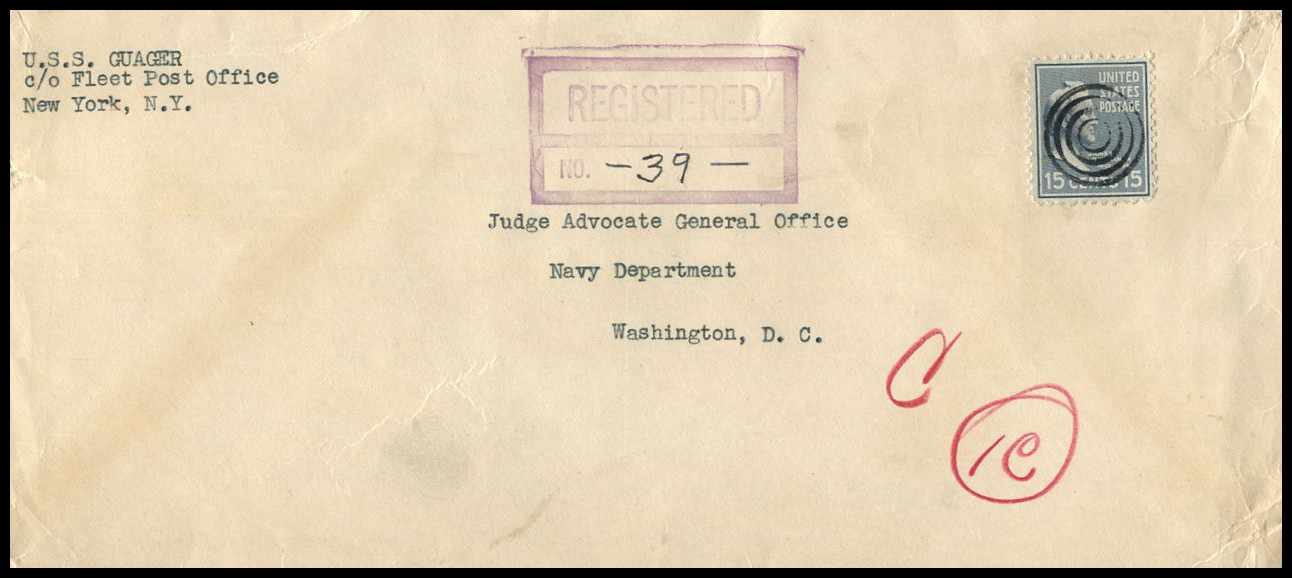 U.S.S. GUAGER
c/o Fleet Post Office
New York, N.Y.
REGISTERED
NO. -39-
UNITED
STATES
POSTAGE
15 CENTS 15
Judge Advocate General Office
Navy Department
Washington, D. C.
C
1C